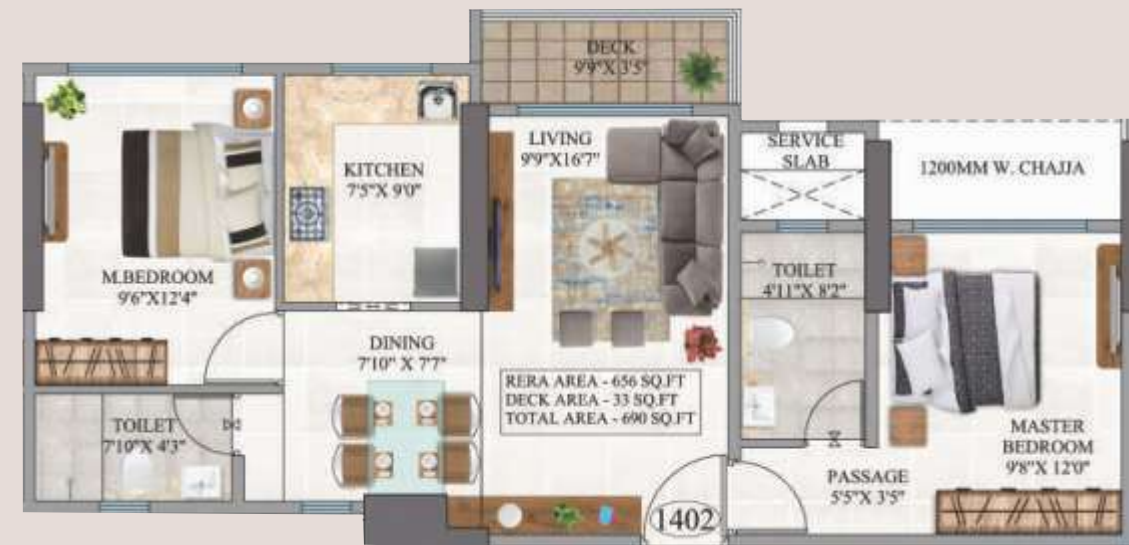 DECK
9'9"X 3'5"
LIVING
9'9"X16'7"
SERVICE
SLAB
1200MM W. CHAJJA
KITCHEN
7'5"X 9'0"
M.BEDROOM
9'6"X12'4"
TOILET
4'11"X 8'2"
DINING
7'10" X 7'7"
RERA AREA - 656 SQ.FT
DECK AREA - 33 SQ.FT
TOTAL AREA - 690 SQ.FT
TOILET
7'10"X 4'3"
MASTER
BEDROOM
9'8"X 12'0"
PASSAGE
5'5"X 3'5"
1402